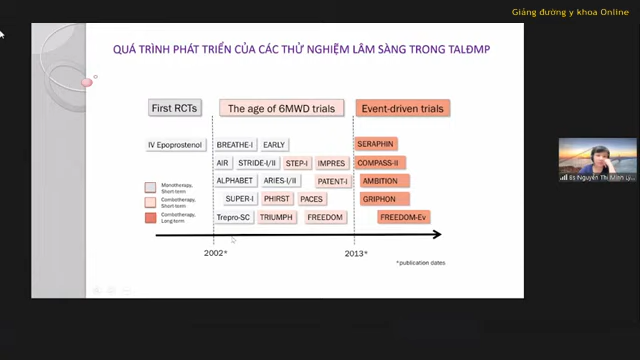 Giảng đường y khoa Online
QUÁ TRÌNH PHÁT TRIỂN CỦA CÁC THỬ NGHIỆM LÂM SÀNG TRONG TALĐMP
First RCTs The age of 6MWD trials Event-driven trials
IV Epoprostenol BREATHE-I EARLY SERAPHIN
AIR STRIDE-I/II STEP-I IMPRES COMPASS-II
ALPHABET ARIES-I/II PATENT-I AMBITION
SUPER-I PHIRST PACES GRIPHON
Trepro-SC TRIUMPH FREEDOM FREEDOM-Ev
Monotherapy,
Short-term
Combotherapy,
Short-term
Combotherapy,
Long term
2002* 2013*
*publication dates
Bs Nguyễn Thị Minh Lý